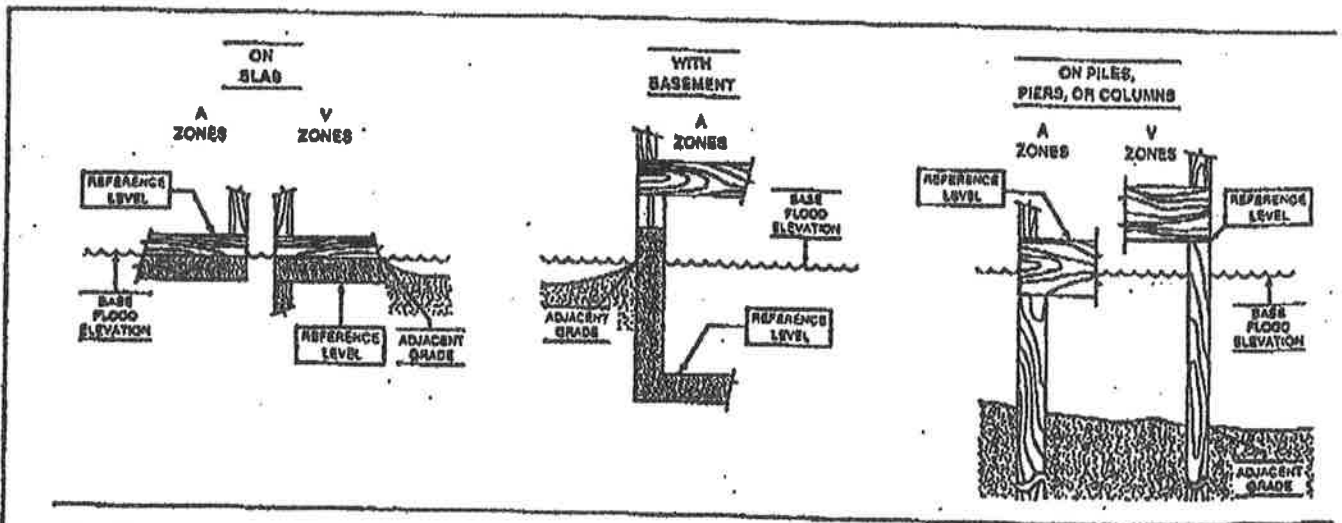 ON
SLAB
A
ZONES
V
ZONES
REFERENCE
LEVEL
BASE
FLOOD
ELEVATION
REFERENCE
LEVEL
ADJACENT
GRADE
WITH
BASEMENT
A
ZONES
BASE
FLOOD
ELEVATION
ADJACENT
GRADE
REFERENCE
LEVEL
ON PILES,
PIERS, OR COLUMNS
A
ZONES
V
ZONES
REFERENCE
LEVEL
REFERENCE
LEVEL
BASE
FLOOD
ELEVATION
ADJACENT
GRADE